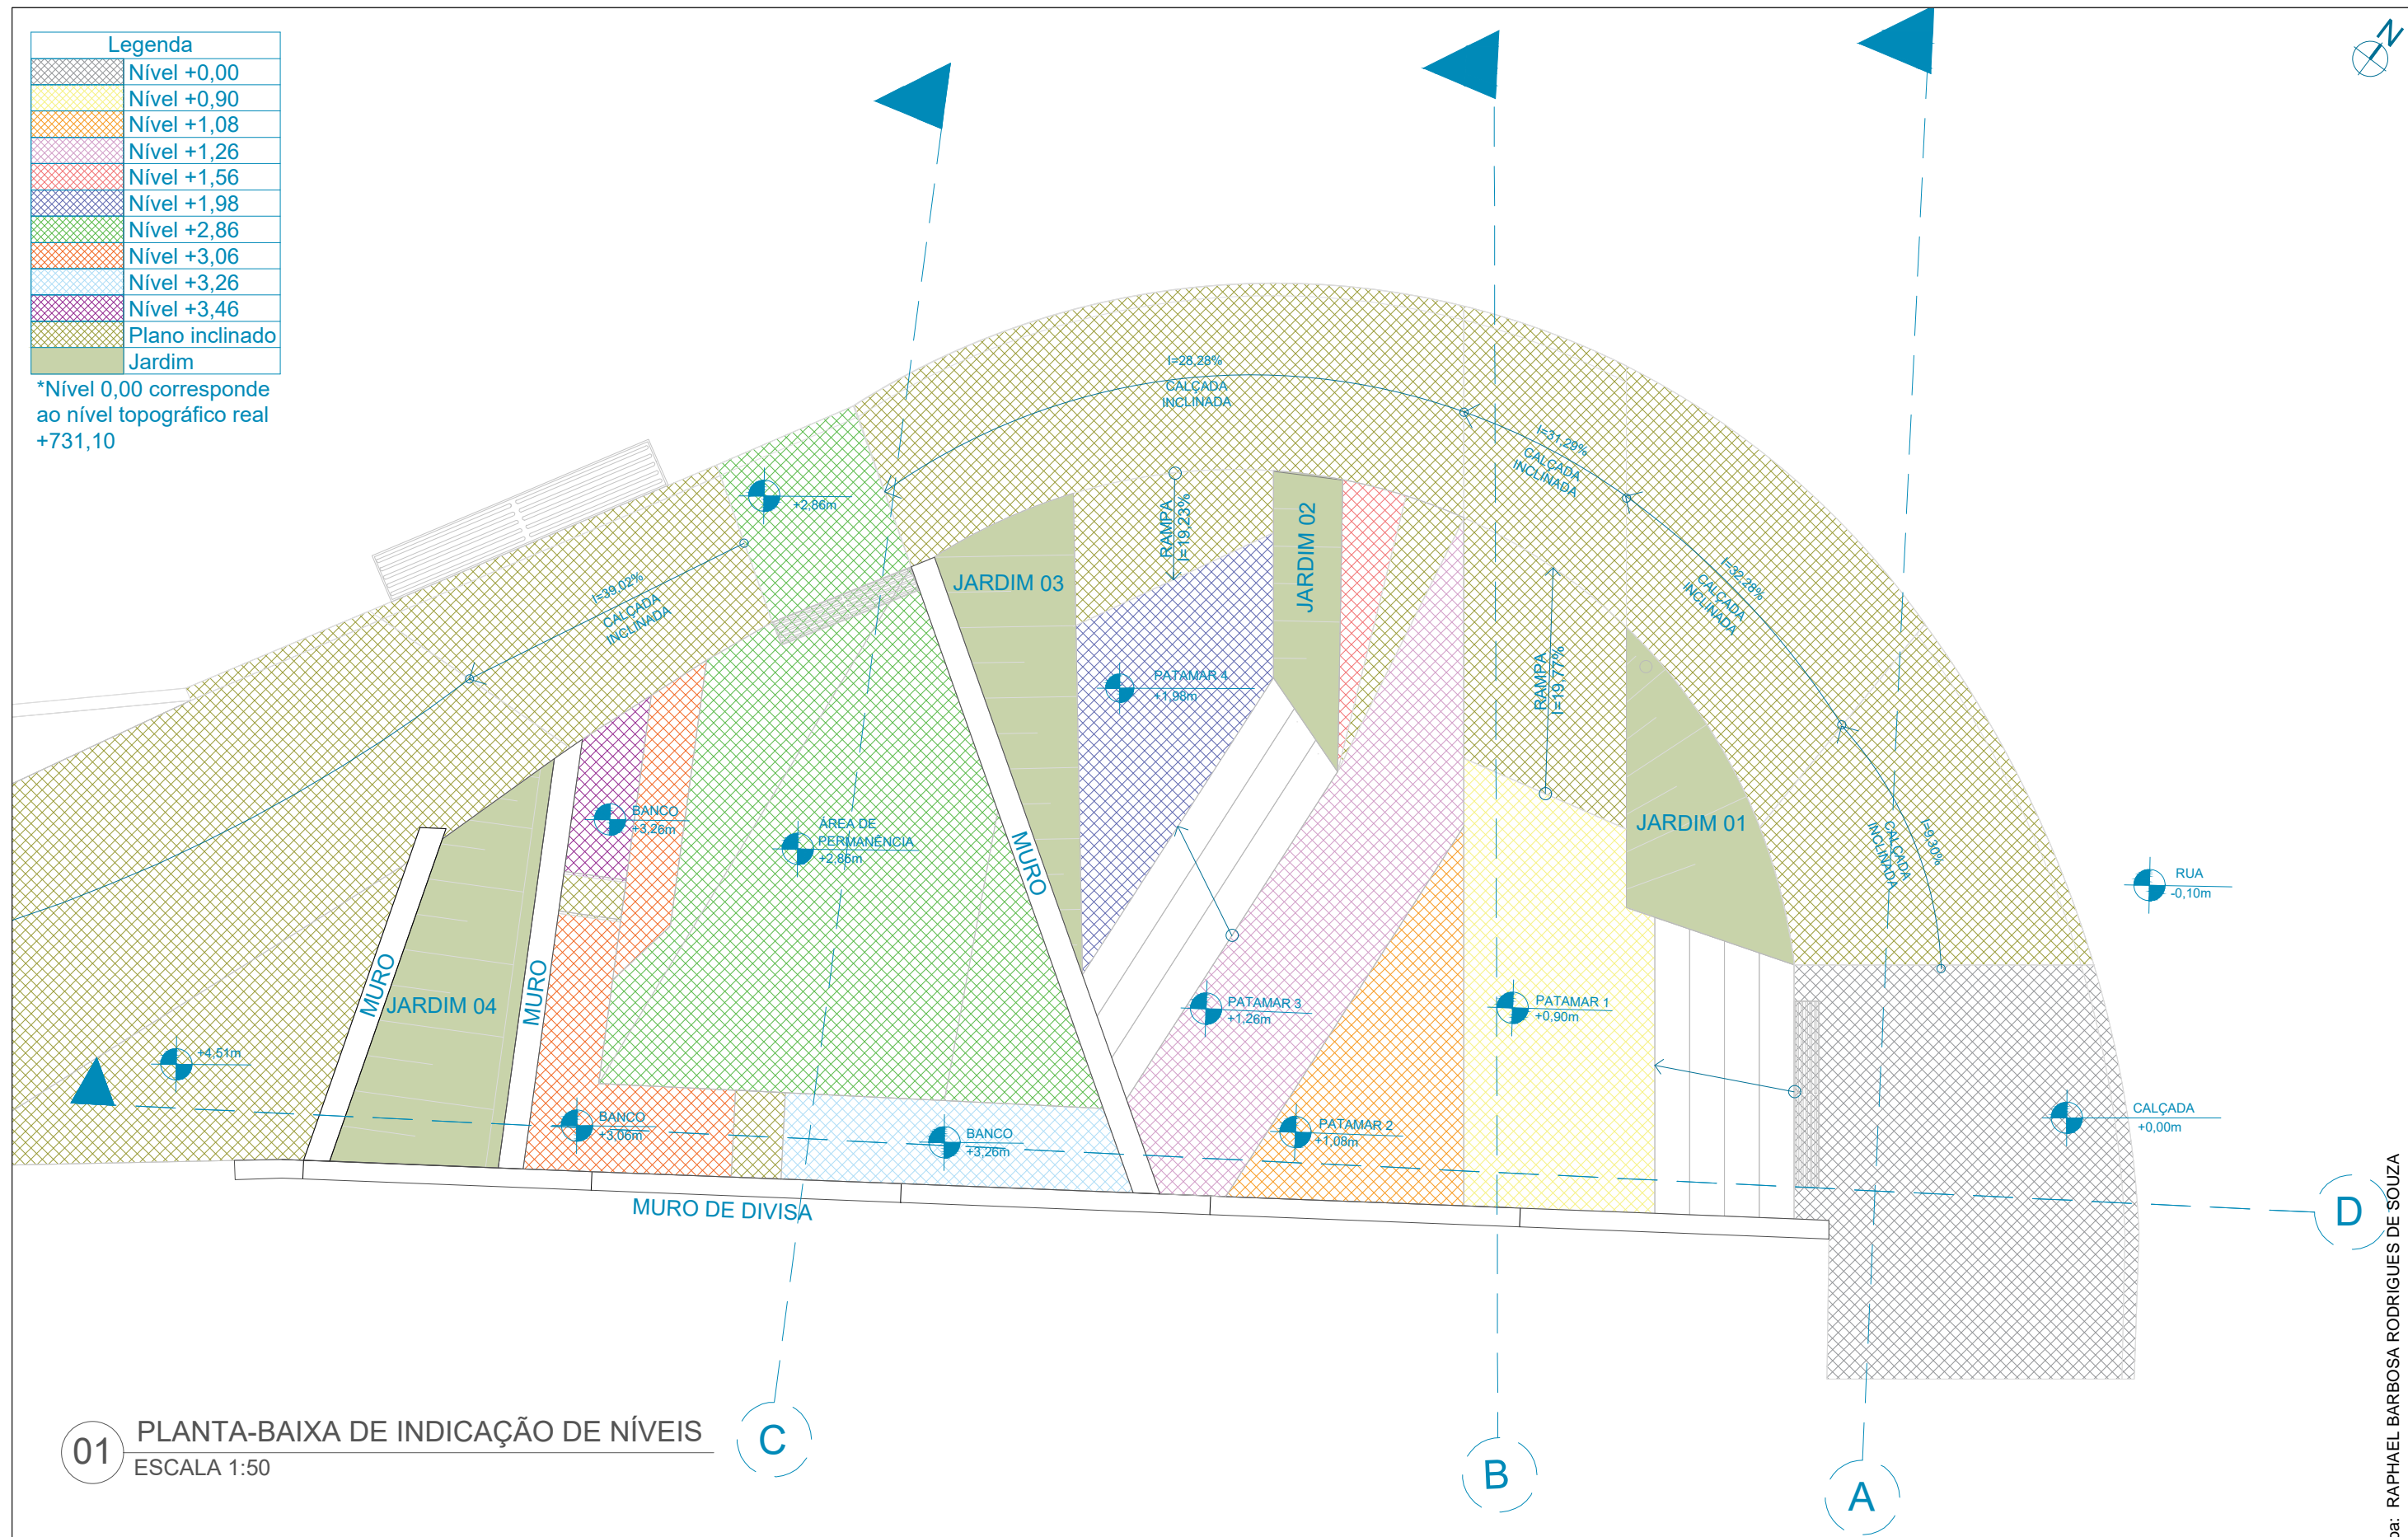 Legenda
Nível +0,00
Nível +0,90
Nível +1,08
Nível +1,26
Nível +1,56
Nível +1,98
Nível +2,86
Nível +3,06
Nível +3,26
Nível +3,46
Plano inclinado
Jardim
*Nível 0,00 corresponde
ao nível topográfico real
+731,10
N
I=28,28%
CALÇADA
INCLINADA
I=31,29%
CALÇADA
INCLINADA
I=32,28%
CALÇADA
INCLINADA
I=9,30%
CALÇADA
INCLINADA
I=39,02%
CALÇADA
INCLINADA
+2,86m
RAMPA
I=19,23%
JARDIM 02
JARDIM 03
RAMPA
I=19,77%
PATAMAR 4
+1,98m
JARDIM 01
BANCO
+3,26m
ÁREA DE
PERMANÊNCIA
+2,86m
MURO
RUA
-0,10m
MURO
JARDIM 04
MURO
PATAMAR 3
+1,26m
PATAMAR 1
+0,90m
+4,51m
BANCO
+3,06m
BANCO
+3,26m
PATAMAR 2
+1,08m
CALÇADA
+0,00m
MURO DE DIVISA
D
C
B
A
01
PLANTA-BAIXA DE INDICAÇÃO DE NÍVEIS
ESCALA 1:50
RAPHAEL BARBOSA RODRIGUES DE SOUZA